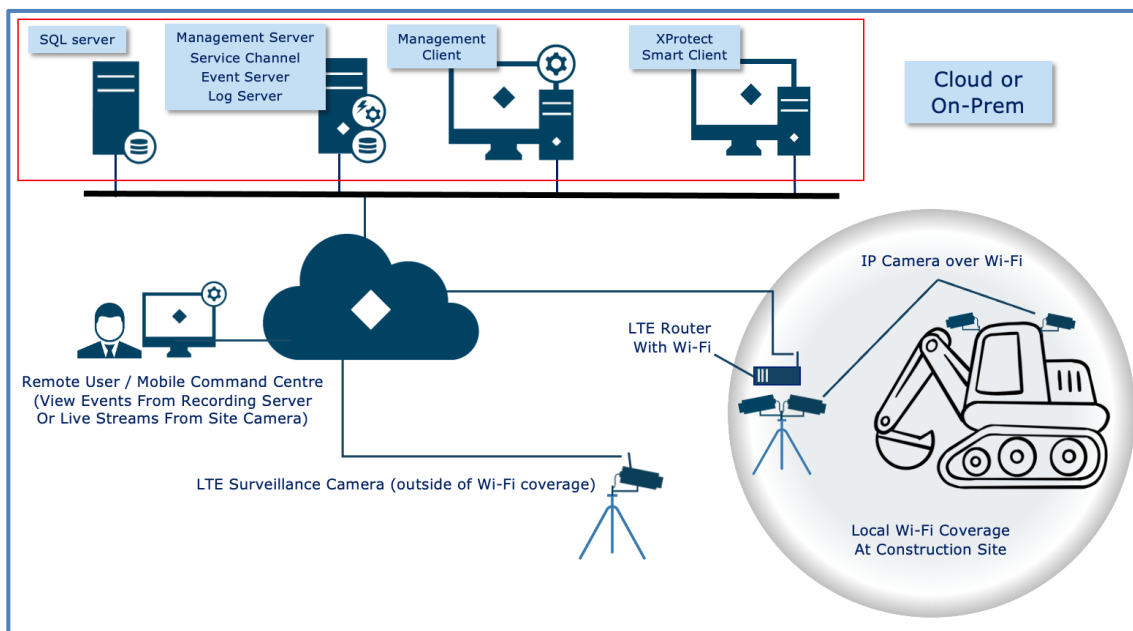 SQL server
Management Server
Service Channel
Event Server
Log Server
Management
Client
XProtect
Smart Client
Cloud or
On-Prem
IP Camera over Wi-Fi
LTE Router
With Wi-Fi
Remote User / Mobile Command Centre
(View Events From Recording Server
Or Live Streams From Site Camera)
LTE Surveillance Camera (outside of Wi-Fi coverage)
Local Wi-Fi Coverage
At Construction Site